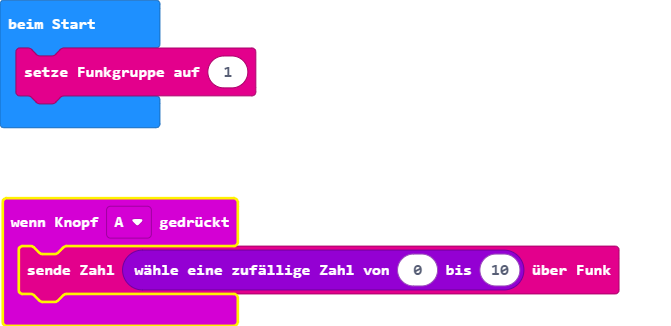 beim Start
setze Funkgruppe auf 1
wenn Knopf A gedrückt
sende Zahl wähle eine zufällige Zahl von 0 bis 10 über Funk